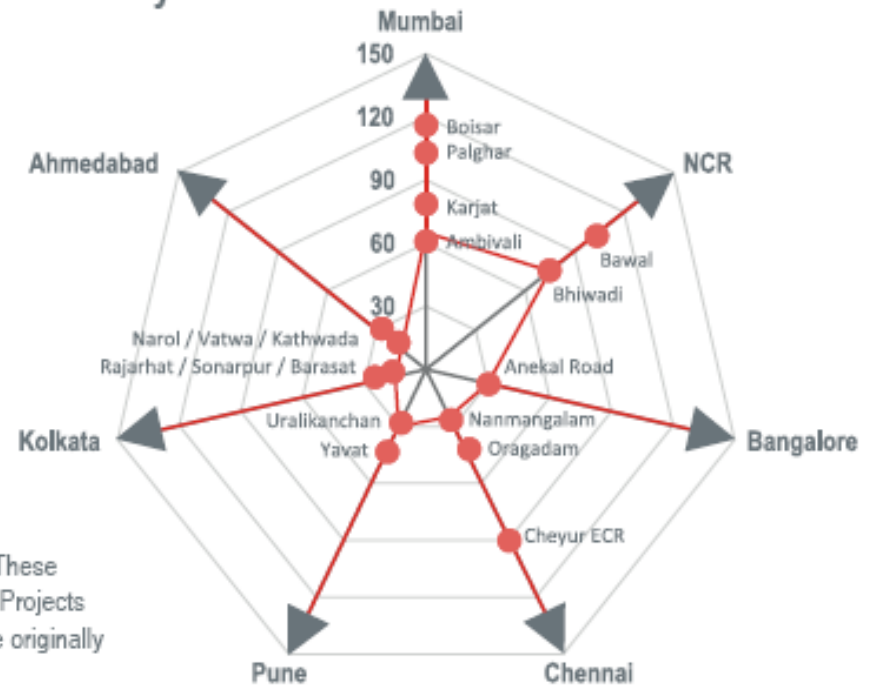 Mumbai
150
120
Boisar
Palghar
Ahmedabad
NCR
90
Karjat
60
Ambivali
Bawal
Bhiwadi
30
Narol / Vatwa / Kathwada
Rajarhat / Sonarpur / Barasat
Anekal Road
Uralikanchan
Nanmangalam
Kolkata
Bangalore
Yavat
Oragadam
Cheyur ECR
These
Projects
originally
Pune
Chennai